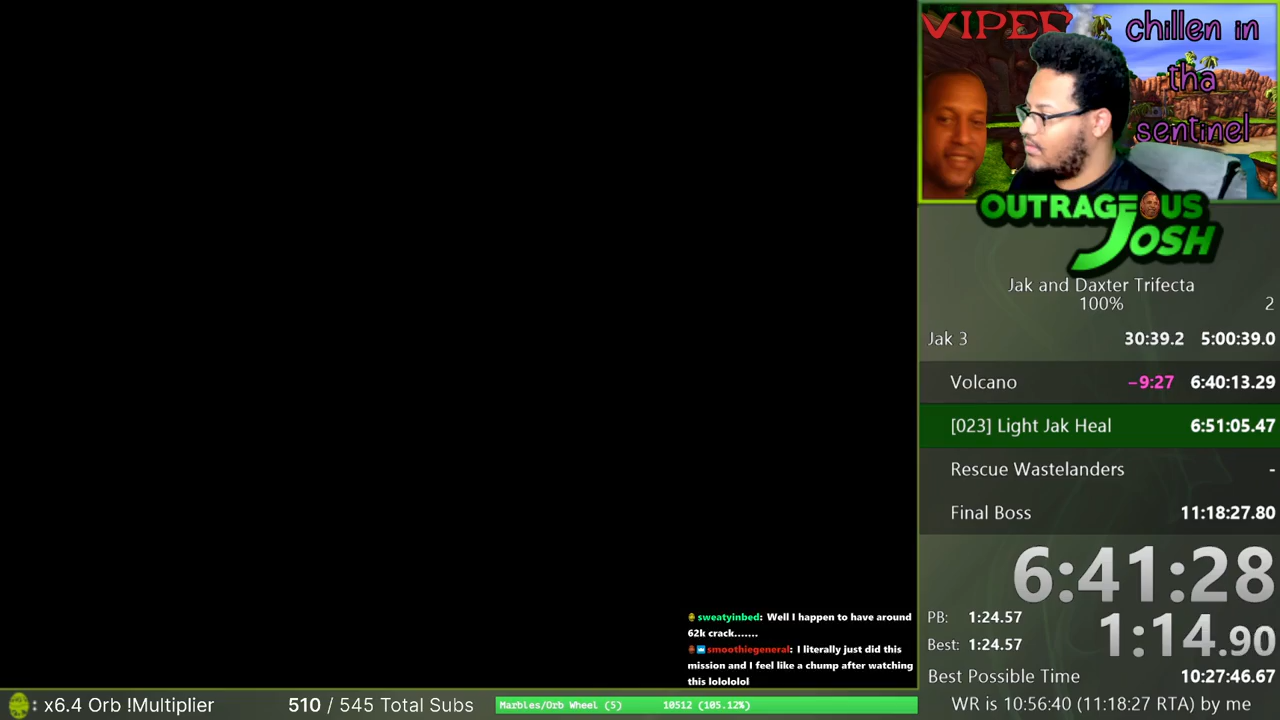 VIPER
chillen in
tha
sentinel
OUTRAGEOUS
JOSH
Jak and Daxter Trifecta
100% 2
Jak 3 30:39.2 5:00:39.0
Volcano −9:27 6:40:13.29
[023] Light Jak Heal 6:51:05.47
Rescue Wastelanders -
Final Boss 11:18:27.80
6:41:28
PB: 1:24.57
1:14.90
Best: 1:24.57
Best Possible Time 10:27:46.67
WR is 10:56:40 (11:18:27 RTA) by me
sweatyinbed: Well I happen to have around
62k crack.......
smoothiegeneral: I literally just did this
mission and I feel like a chump after watching
this lolololol
: x6.4 Orb !Multiplier 510 / 545 Total Subs Marbles/Orb Wheel (5) 10512 (105.12%)